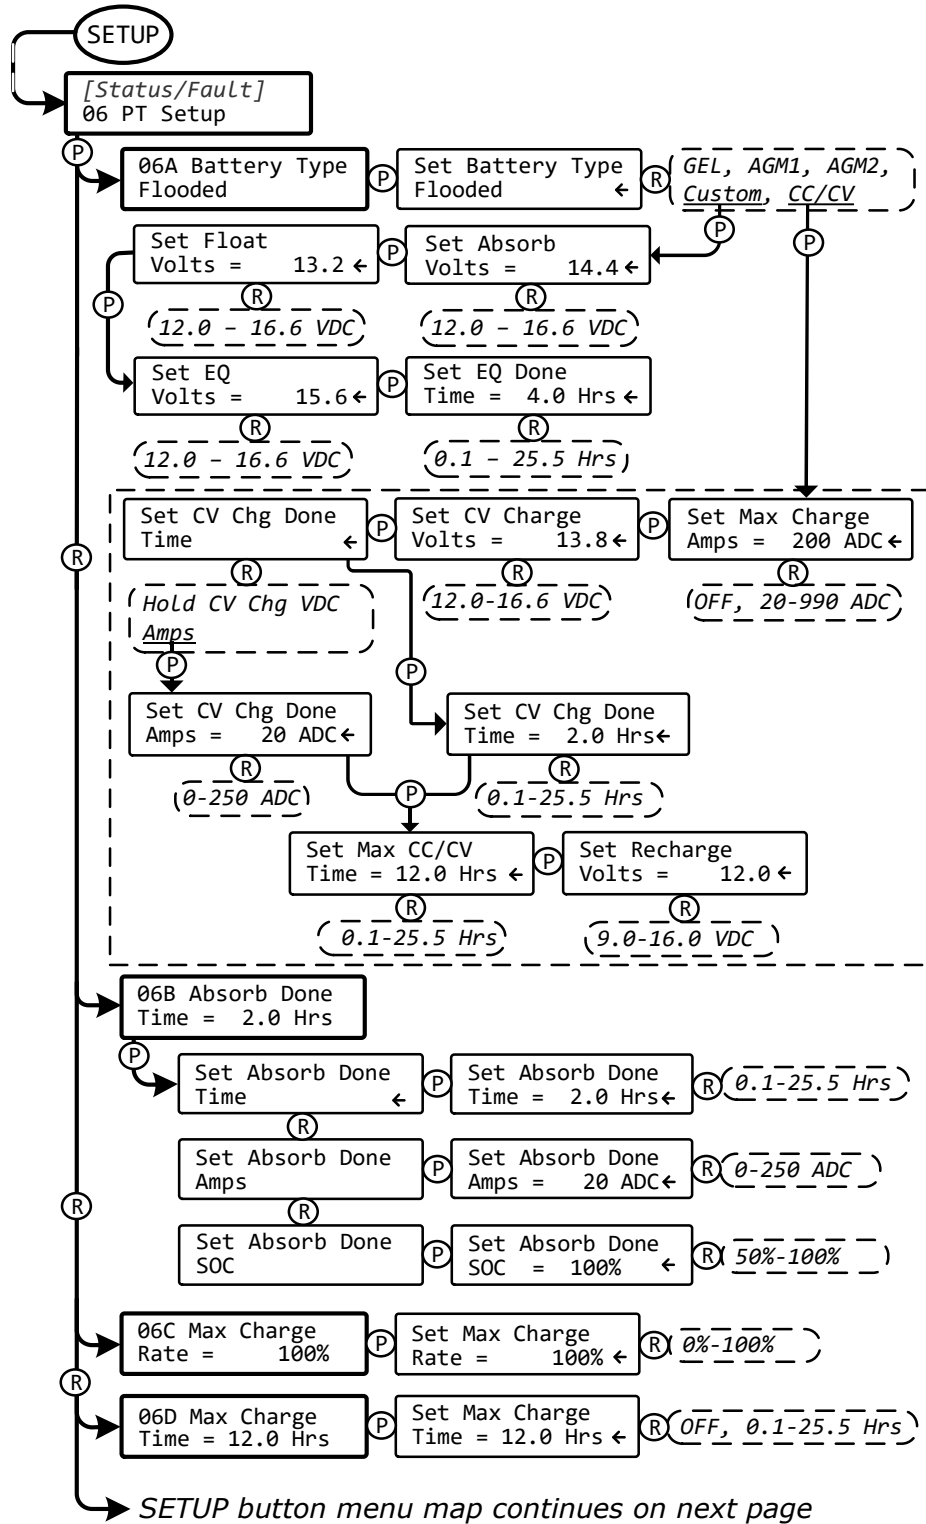 SETUP
[Status/Fault]
06 PT Setup
P
06A Battery Type
Flooded
P
Set Battery Type
Flooded ←
R
GEL, AGM1, AGM2,
Custom, CC/CV
P
P
Set Float
Volts = 13.2 ←
P
Set Absorb
Volts = 14.4 ←
R
12.0 – 16.6 VDC
R
12.0 – 16.6 VDC
P
Set EQ
Volts = 15.6 ←
P
Set EQ Done
Time = 4.0 Hrs ←
R
12.0 – 16.6 VDC
R
0.1 – 25.5 Hrs
Set CV Chg Done
Time ←
P
Set CV Charge
Volts = 13.8 ←
P
Set Max Charge
Amps = 200 ADC ←
R
R
Hold CV Chg VDC
Amps
R
12.0-16.6 VDC
R
OFF, 20-990 ADC
P
P
Set CV Chg Done
Amps = 20 ADC ←
Set CV Chg Done
Time = 2.0 Hrs ←
R
0-250 ADC
P
R
0.1-25.5 Hrs
Set Max CC/CV
Time = 12.0 Hrs ←
P
Set Recharge
Volts = 12.0 ←
R
0.1-25.5 Hrs
R
9.0-16.0 VDC
06B Absorb Done
Time = 2.0 Hrs
P
Set Absorb Done
Time ←
P
Set Absorb Done
Time = 2.0 Hrs ←
R
0.1-25.5 Hrs
R
Set Absorb Done
Amps
P
Set Absorb Done
Amps = 20 ADC ←
R
0-250 ADC
R
R
Set Absorb Done
SOC
P
Set Absorb Done
SOC = 100% ←
R
50%-100%
06C Max Charge
Rate = 100%
P
Set Max Charge
Rate = 100% ←
R
0%-100%
R
06D Max Charge
Time = 12.0 Hrs
P
Set Max Charge
Time = 12.0 Hrs ←
R
OFF, 0.1-25.5 Hrs
SETUP button menu map continues on next page